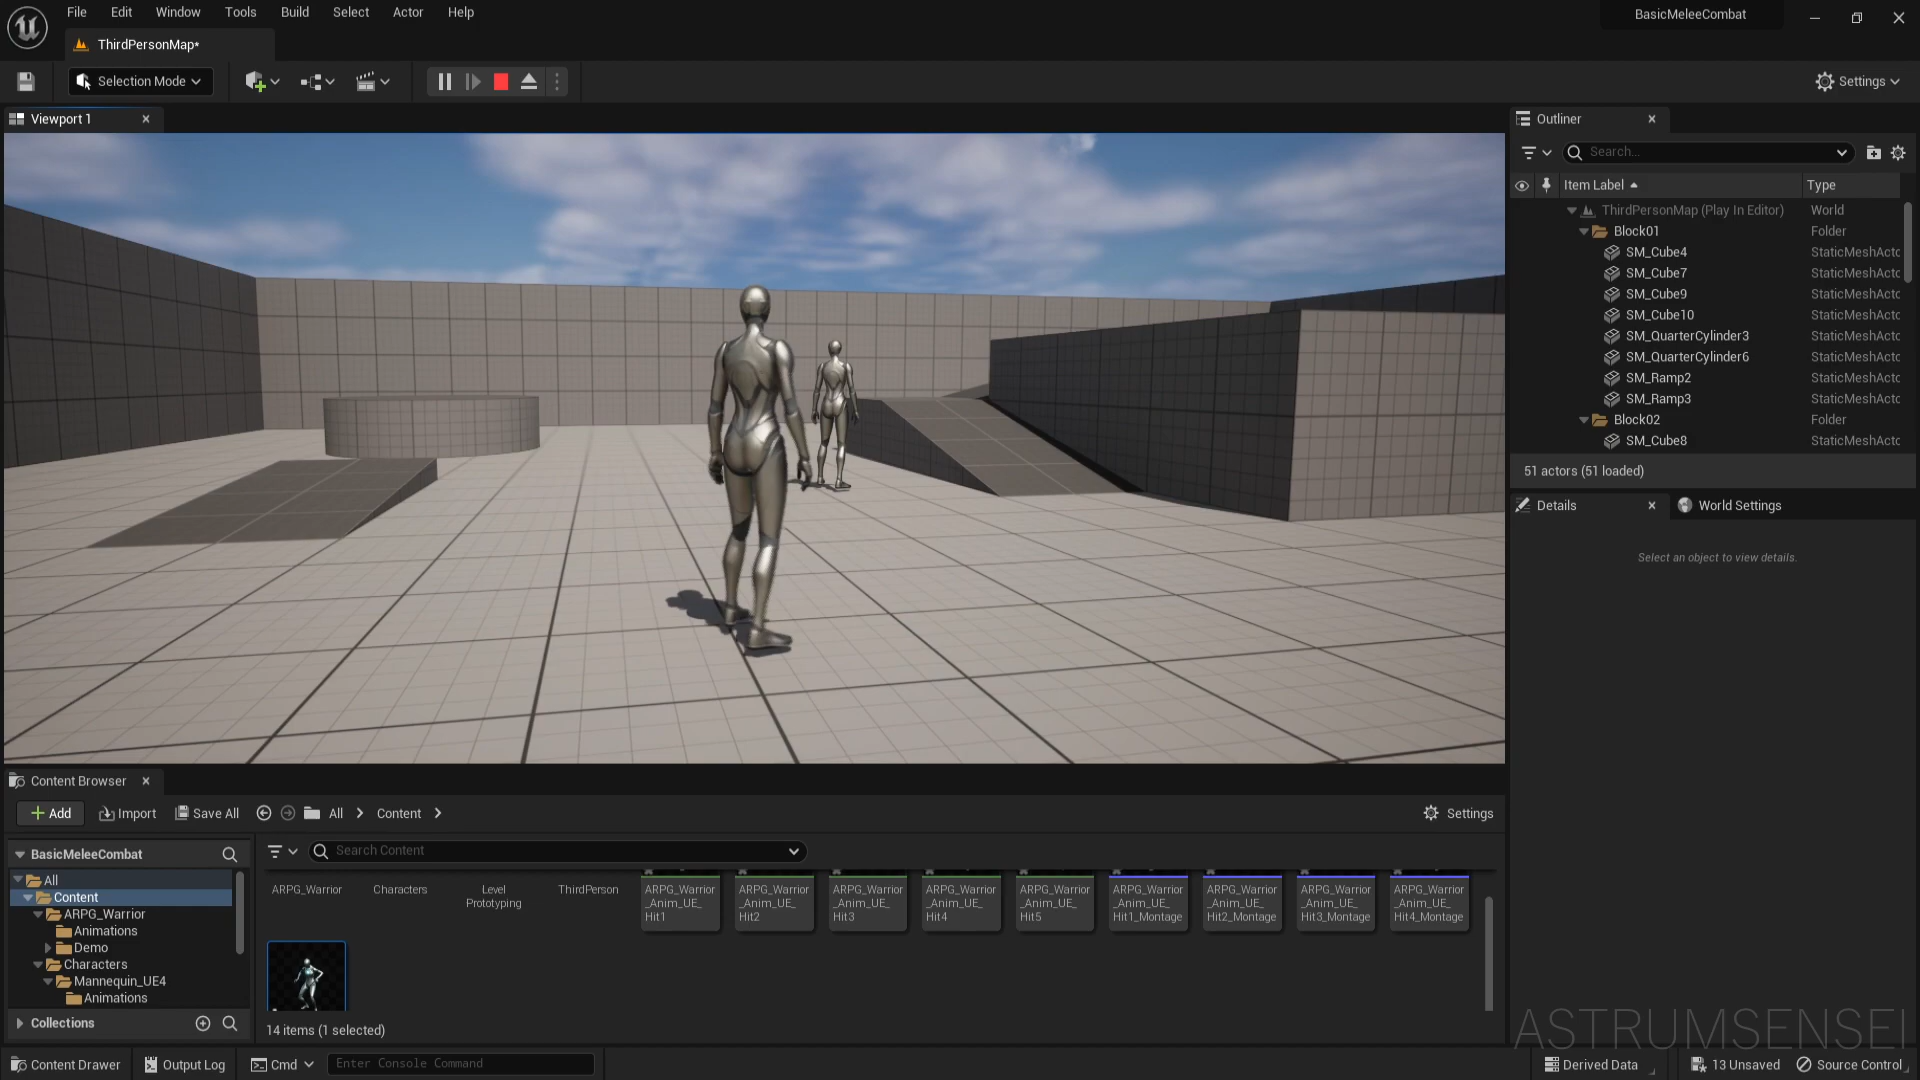 File Edit Window Tools Build Select Actor Help
BasicMeleeCombat
ThirdPersonMap*
Selection Mode
Settings
Viewport 1
Outliner
Search...
Item Label Type
ThirdPersonMap (Play In Editor) World
Block01 Folder
SM_Cube4 StaticMeshActo
SM_Cube7 StaticMeshActo
SM_Cube9 StaticMeshActo
SM_Cube10 StaticMeshActo
SM_QuarterCylinder3 StaticMeshActo
SM_QuarterCylinder6 StaticMeshActo
SM_Ramp2 StaticMeshActo
SM_Ramp3 StaticMeshActo
Block02 Folder
SM_Cube8 StaticMeshActo
51 actors (51 loaded)
Details World Settings
Select an object to view details.
Content Browser
Add Import Save All All Content Settings
BasicMeleeCombat
All
Content
ARPG_Warrior
Animations
Demo
Characters
Mannequin_UE4
Animations
Collections
Search Content
ARPG_Warrior
Characters
Level
Prototyping
ThirdPerson
ARPG_Warrior
_Anim_UE_
Hit1
ARPG_Warrior
_Anim_UE_
Hit2
ARPG_Warrior
_Anim_UE_
Hit3
ARPG_Warrior
_Anim_UE_
Hit4
ARPG_Warrior
_Anim_UE_
Hit5
ARPG_Warrior
_Anim_UE_
Hit1_Montage
ARPG_Warrior
_Anim_UE_
Hit2_Montage
ARPG_Warrior
_Anim_UE_
Hit3_Montage
ARPG_Warrior
_Anim_UE_
Hit4_Montage
14 items (1 selected)
ASTRUMSENSEI
Content Drawer Output Log Cmd Enter Console Command Derived Data 13 Unsaved Source Control